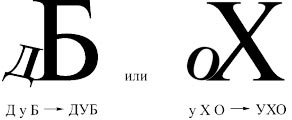 дБ или оХ
Д у Б → ДУБ у Х О → УХО